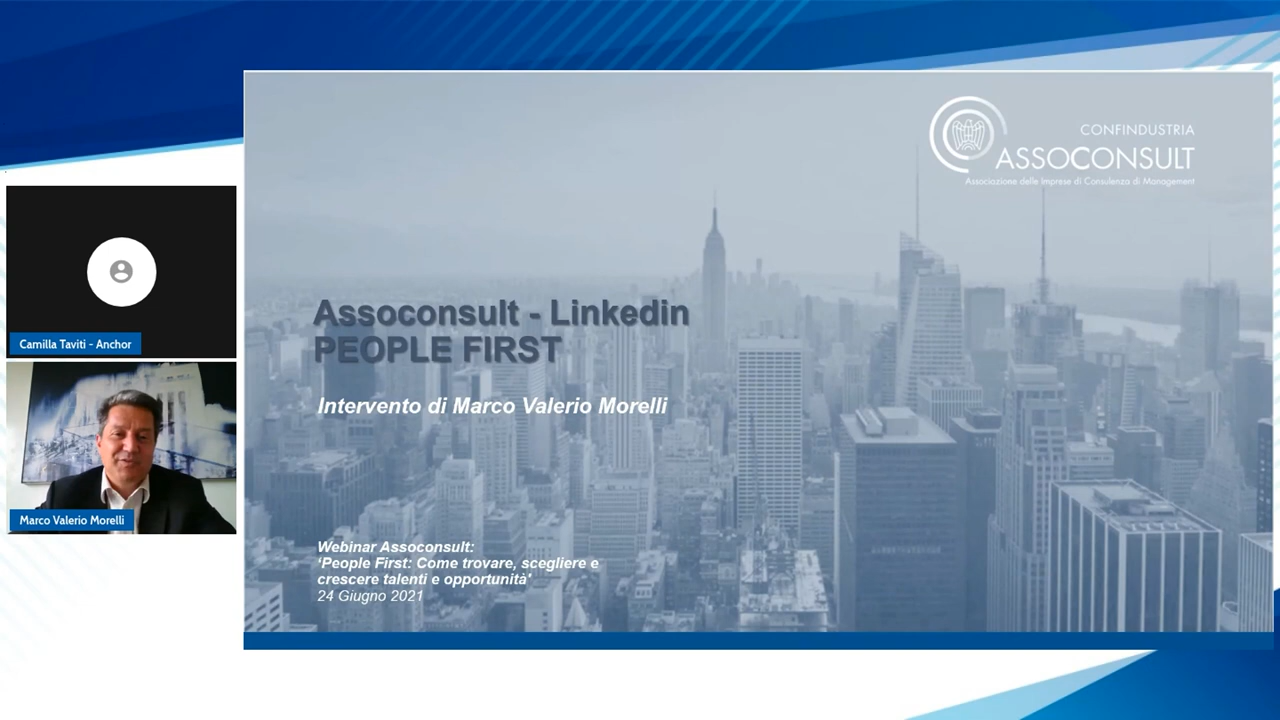 CONFINDUSTRIA
ASSOCONSULT
Associazione delle Imprese di Consulenza di Management
Camilla Taviti - Anchor
Marco Valerio Morelli
Assoconsult - Linkedin
PEOPLE FIRST
Intervento di Marco Valerio Morelli
Webinar Assoconsult:
‘People First: Come trovare, scegliere e
crescere talenti e opportunità’
24 Giugno 2021